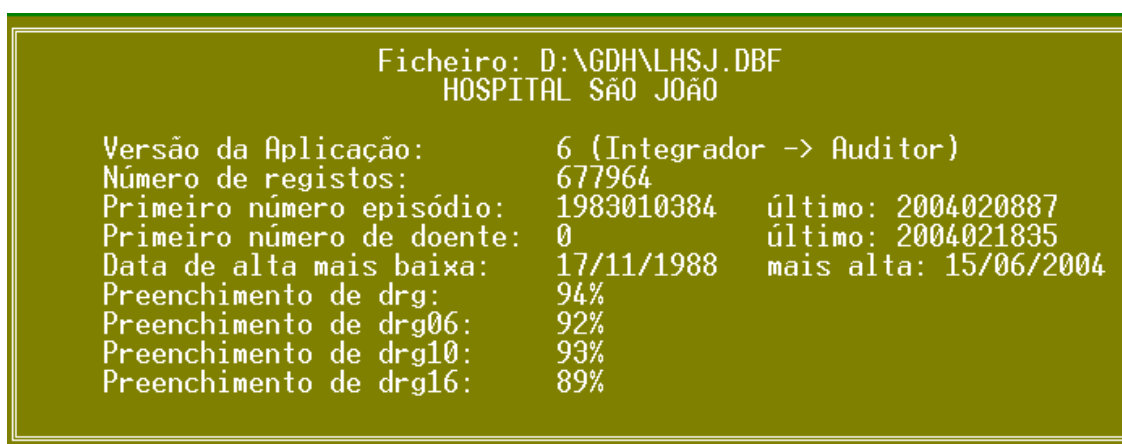 Ficheiro: D:\GDH\LHSJ.DBF
HOSPITAL SãO JOãO
Versão da Aplicação: 6 (Integrador -> Auditor)
Número de registos: 677964
Primeiro número episódio: 1983010384 último: 2004020887
Primeiro número de doente: 0 último: 2004021835
Data de alta mais baixa: 17/11/1988 mais alta: 15/06/2004
Preenchimento de drg: 94%
Preenchimento de drg06: 92%
Preenchimento de drg10: 93%
Preenchimento de drg16: 89%